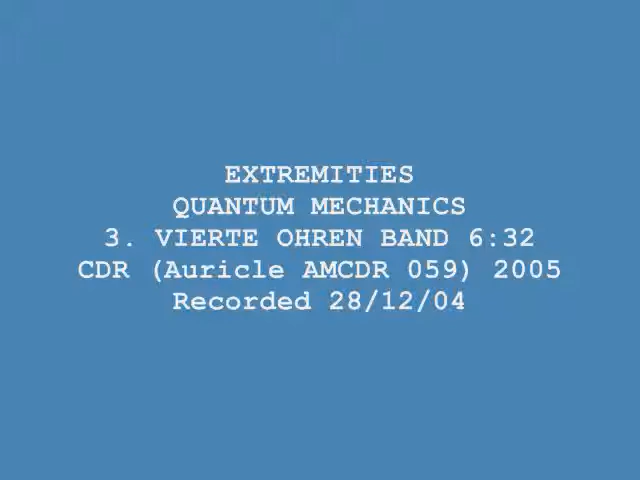 EXTREMITIES
QUANTUM MECHANICS
3. VIERTE OHREN BAND 6:32
CDR (Auricle AMCDR 059) 2005
Recorded 28/12/04